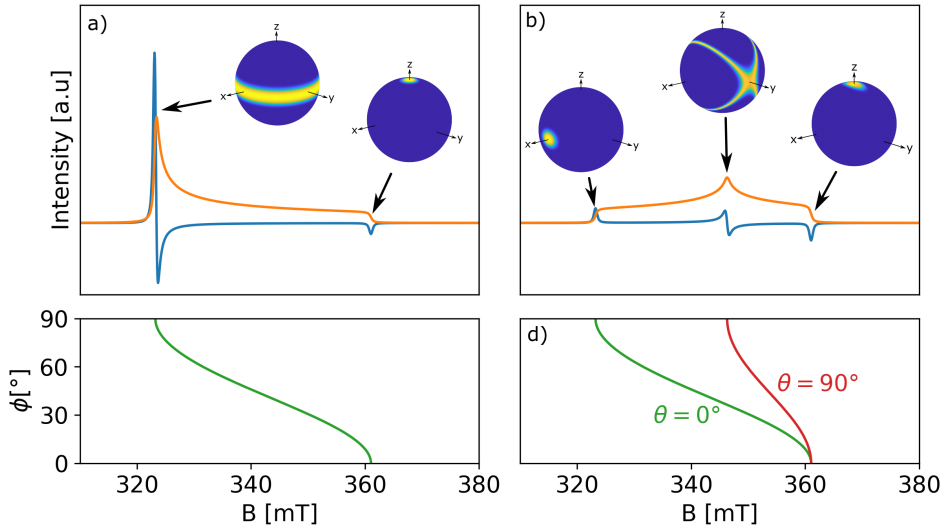 a)
b)
Intensity [a.u]
z
x
y
z
x
y
z
x
y
z
x
y
z
x
y
90
60
30
0
ϕ[°]
d)
θ = 90°
θ = 0°
320
340
360
380
320
340
360
380
B [mT]
B [mT]